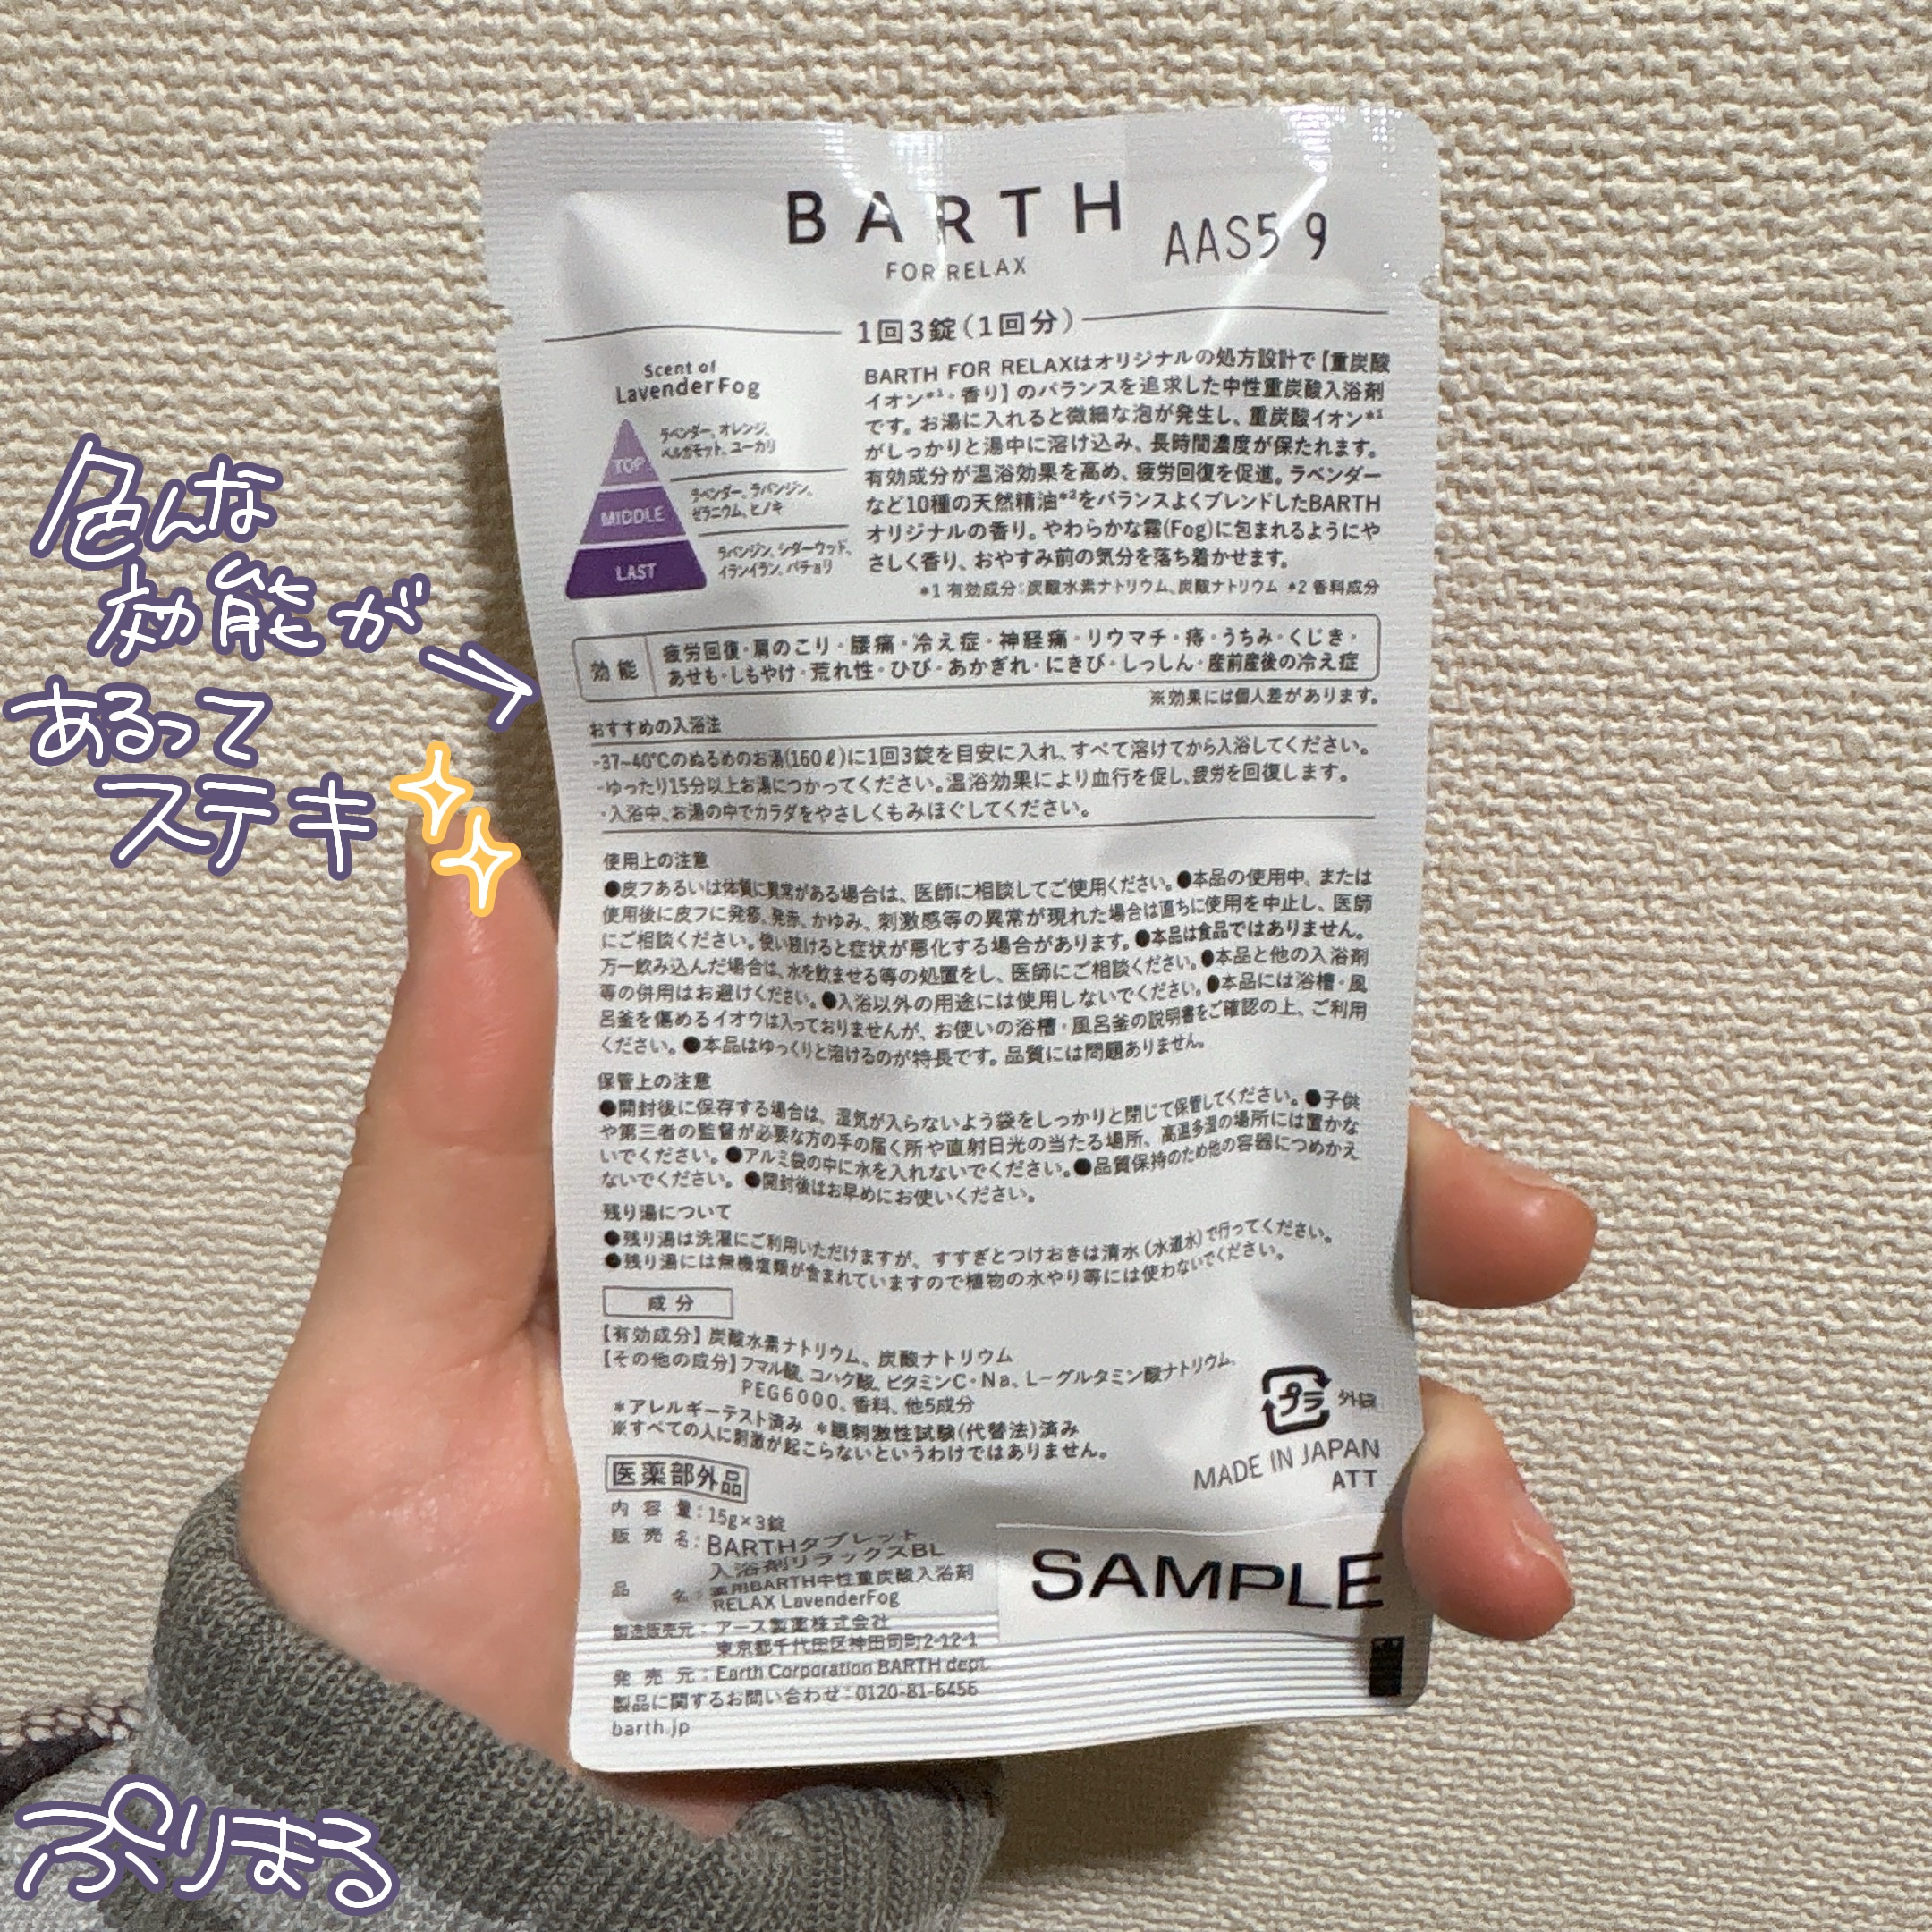 BARTH
AAS5 9
FOR RELAX
1回3錠(1回分)
Scent of
LavenderFog
TOP
ラベンダー、オレンジ、
ベルガモット、ユーカリ
MIDDLE
ラベンダー、ラバンジン、
ゼラニウム、ヒノキ
LAST
ラバンジン、シダーウッド、
イランイラン、パチョリ
BARTH FOR RELAXはオリジナルの処方設計で【重炭酸
イオン*1・香り】のバランスを追求した中性重炭酸入浴剤
です。お湯に入れると微細な泡が発生し、重炭酸イオン*1
がしっかりと湯中に溶け込み、長時間濃度が保たれます。
有効成分が温浴効果を高め、疲労回復を促進。ラベンダー
など10種の天然精油*2をバランスよくブレンドしたBARTH
オリジナルの香り。やわらかな霧(Fog)に包まれるようにや
さしく香り、おやすみ前の気分を落ち着かせます。
*1 有効成分:炭酸水素ナトリウム、炭酸ナトリウム *2 香料成分
効能
疲労回復・肩のこり・腰痛・冷え症・神経痛・リウマチ・痔・うちみ・くじき・
あせも・しもやけ・荒れ性・ひび・あかぎれ・にきび・しっしん・産前産後の冷え症
※効果には個人差があります。
おすすめの入浴法
・37~40℃のぬるめのお湯(160ℓ)に1回3錠を目安に入れ、すべて溶けてから入浴してください。
・ゆったり15分以上お湯につかってください。温浴効果により血行を促し、疲労を回復します。
・入浴中、お湯の中でカラダをやさしくもみほぐしてください。
使用上の注意
●皮フあるいは体質に異常がある場合は、医師に相談してご使用ください。●本品の使用中、または
使用後に皮フに発疹、発赤、かゆみ、刺激感等の異常が現れた場合は直ちに使用を中止し、医師
にご相談ください。使い続けると症状が悪化する場合があります。●本品は食品ではありません。
万一飲み込んだ場合は、水を飲ませる等の処置をし、医師にご相談ください。●本品と他の入浴剤
等の併用はお避けください。●入浴以外の用途には使用しないでください。●本品には浴槽・風
呂釜を傷めるイオウは入っておりませんが、お使いの浴槽・風呂釜の説明書をご確認の上、ご利用
ください。●本品はゆっくりと溶けるのが特長です。品質には問題ありません。
保管上の注意
●開封後に保存する場合は、湿気が入らないよう袋をしっかりと閉じて保管してください。●子供
や第三者の監督が必要な方の手の届く所や直射日光の当たる場所、高温多湿の場所には置かな
いでください。●アルミ袋の中に水を入れないでください。●品質保持のため他の容器につめかえ
ないでください。●開封後はお早めにお使いください。
残り湯について
●残り湯は洗濯にご利用いただけますが、すすぎとつけおきは清水(水道水)で行ってください。
●残り湯には無機塩類が含まれていますので植物の水やり等には使わないでください。
成分
【有効成分】炭酸水素ナトリウム、炭酸ナトリウム
【その他の成分】フマル酸、コハク酸、ビタミンC・Na、L-グルタミン酸ナトリウム、
PEG6000、香料、他5成分
*アレルギーテスト済み *眼刺激性試験(代替法)済み
※すべての人に刺激が起こらないというわけではありません。
プラ 外袋
MADE IN JAPAN
ATT
医薬部外品
内容量:15g×3錠
販売名:BARTHタブレット
入浴剤リラックスBL
品名:薬用BARTH中性重炭酸入浴剤
RELAX LavenderFog
製造販売元:アース製薬株式会社
東京都千代田区神田司町2-12-1
発売元:Earth Corporation BARTH dept.
製品に関するお問い合わせ:0120-81-6456
barth.jp
SAMPLE
色んな
効能が
あるって
ステキ
ぷりまる